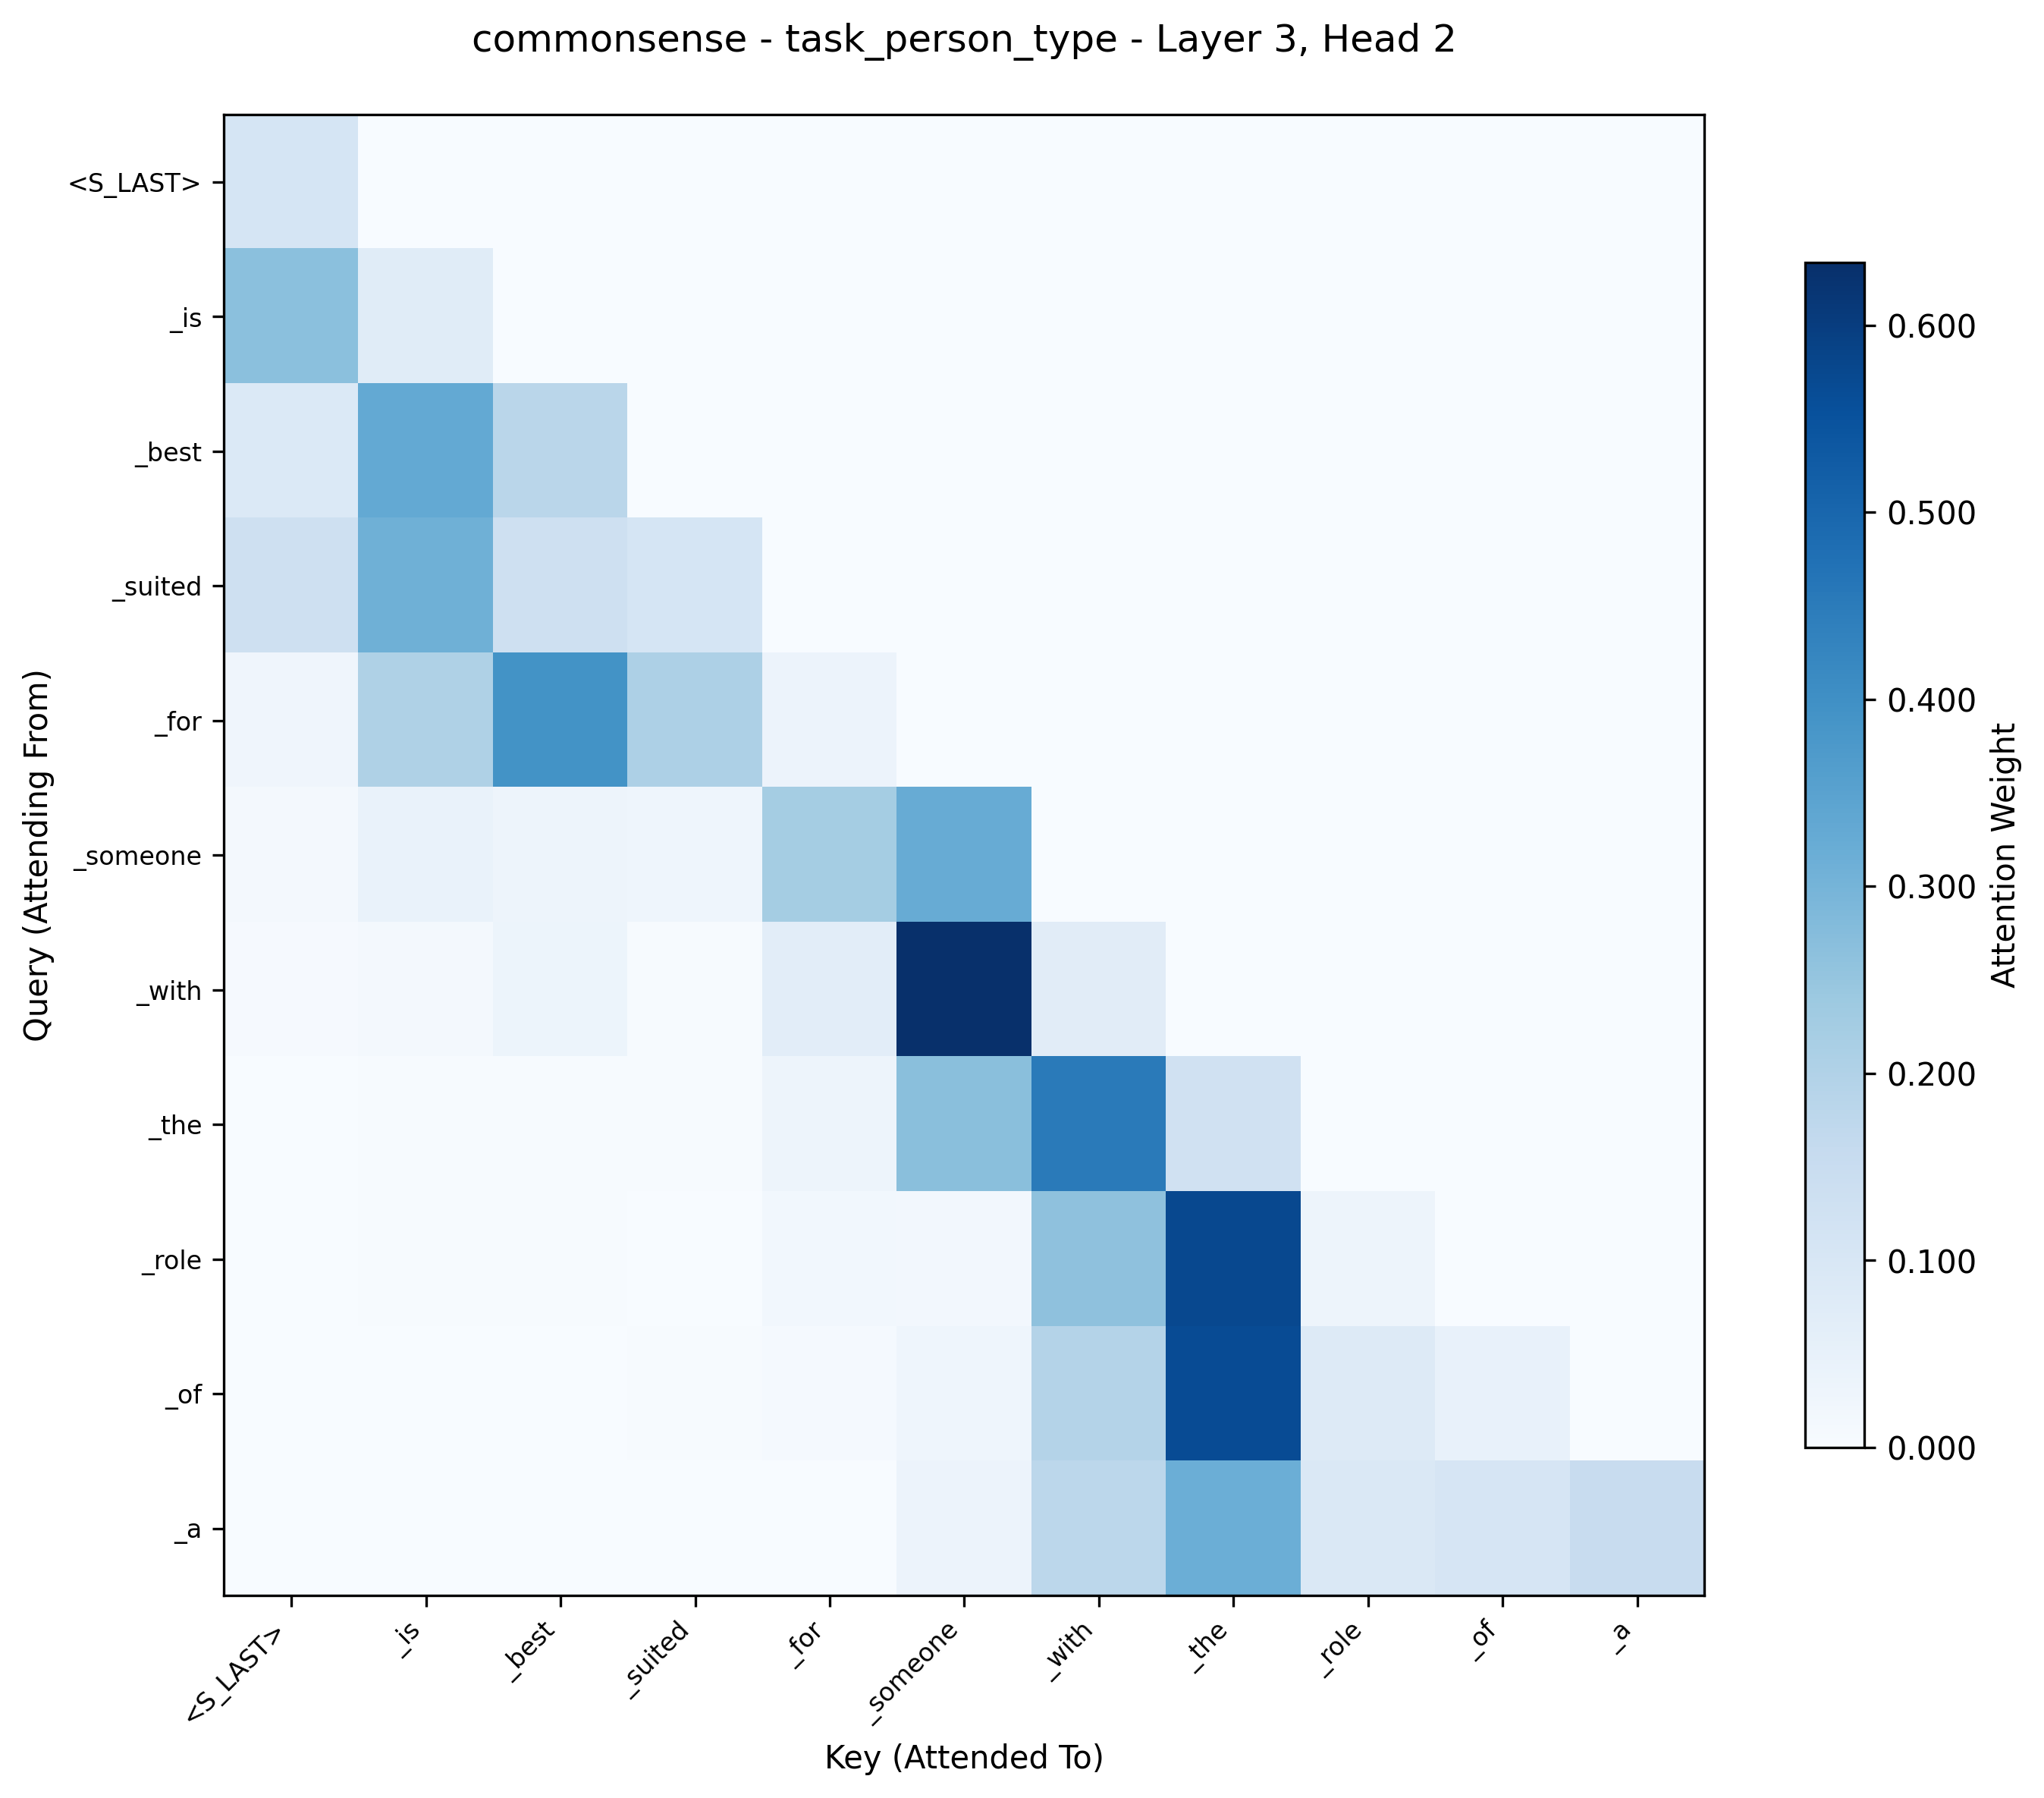 commonsense - task_person_type - Layer 3, Head 2
Query (Attending From)
<S_LAST>
_is
_best
_suited
_for
_someone
_with
_the
_role
_of
_a
<S_LAST>
_is
_best
_suited
_for
_someone
_with
_the
_role
_of
_a
Key (Attended To)
0.600
0.500
0.400
0.300
0.200
0.100
0.000
Attention Weight